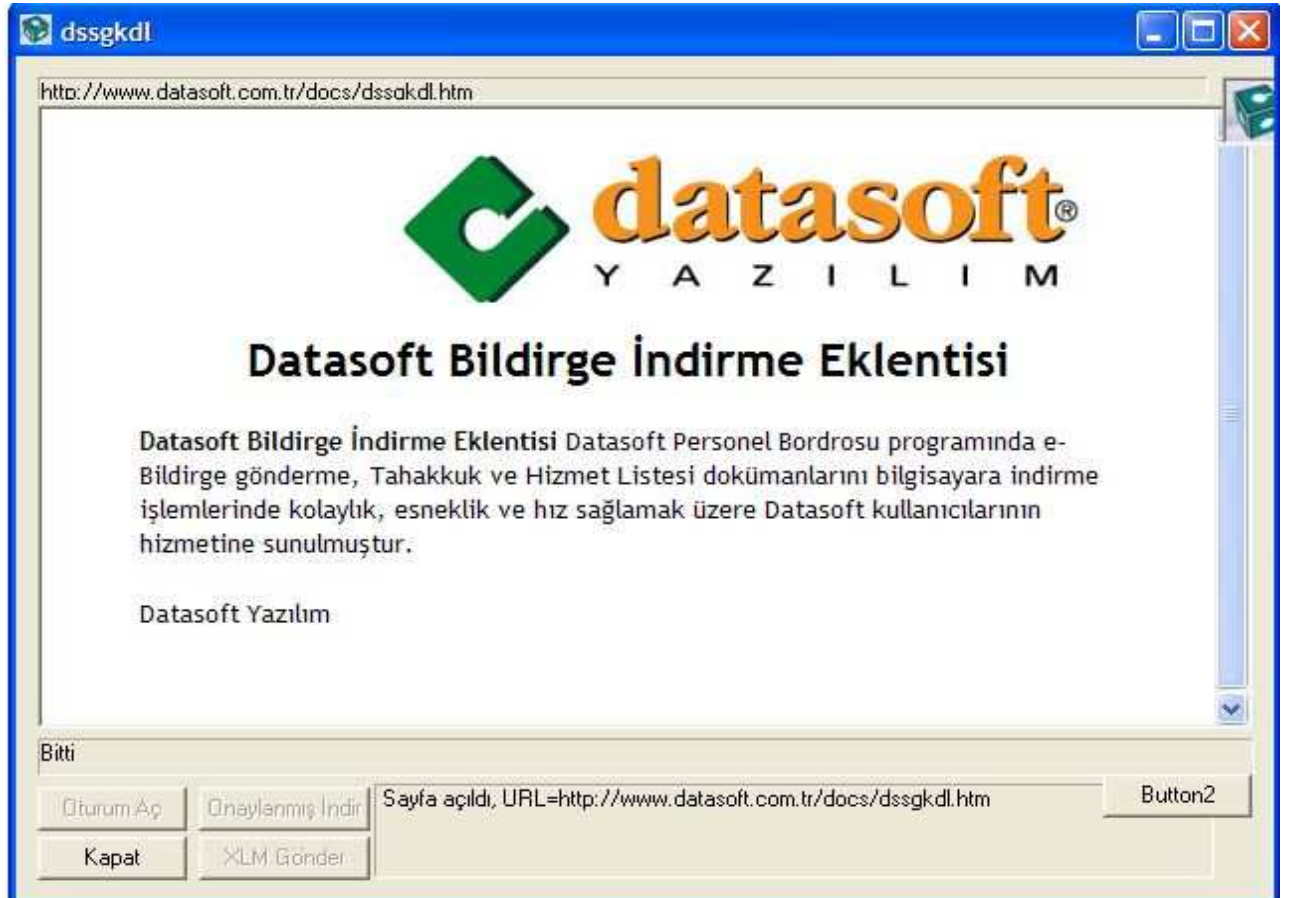 dssgkdl
http://www.datasoft.com.tr/docs/dssgkdl.htm
datasoft®
YAZILIM
Datasoft Bildirge İndirme Eklentisi
Datasoft Bildirge İndirme Eklentisi Datasoft Personel Bordrosu programında e-
Bildirge gönderme, Tahakkuk ve Hizmet Listesi dokümanlarını bilgisayara indirme
işlemlerinde kolaylık, esneklik ve hız sağlamak üzere Datasoft kullanıcılarının
hizmetine sunulmuştur.
Datasoft Yazılım
Bitti
Oturum Aç
Onaylanmış İndir
Sayfa açıldı, URL=http://www.datasoft.com.tr/docs/dssgkdl.htm
Button2
Kapat
XLM Gönder